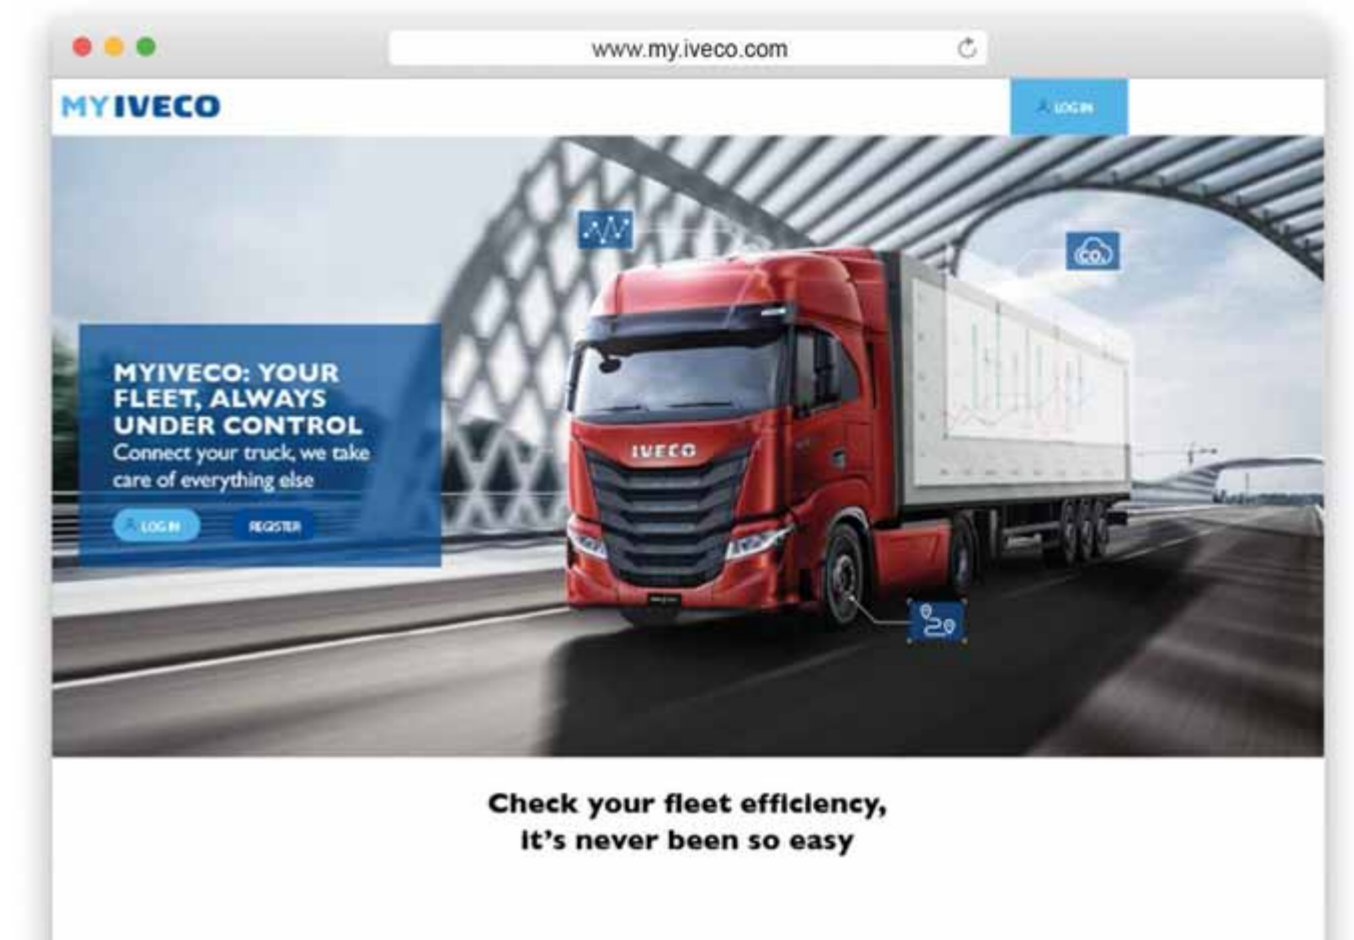 www.my.iveco.com
MYIVECO
LOG IN
CO₂
MYIVECO: YOUR
FLEET, ALWAYS
UNDER CONTROL
Connect your truck, we take
care of everything else
LOG IN
REGISTER
IVECO
Check your fleet efficiency,
it's never been so easy